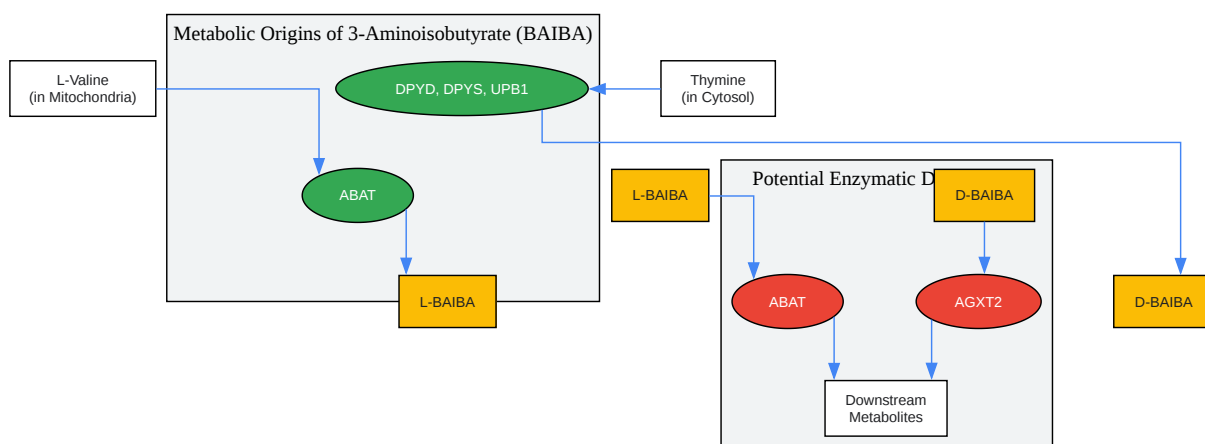 Metabolic Origins of 3-Aminoisobutyrate (BAIBA)
L-Valine
(in Mitochondria)
DPYD, DPYS, UPB1
Thymine
(in Cytosol)
ABAT
L-BAIBA
Potential Enzymatic
L-BAIBA
D-BAIBA
ABAT
AGXT2
D-BAIBA
Downstream
Metabolites